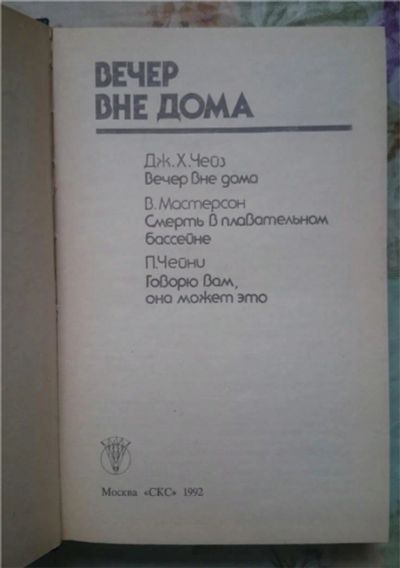 ВЕЧЕР
ВНЕ ДОМА
Дж. Х. Чейз
Вечер вне дома
В. Мастерсон
Смерть в плавательном
бассейне
П. Чейни
Говорю вам,
она может это
Москва «СКС» 1992